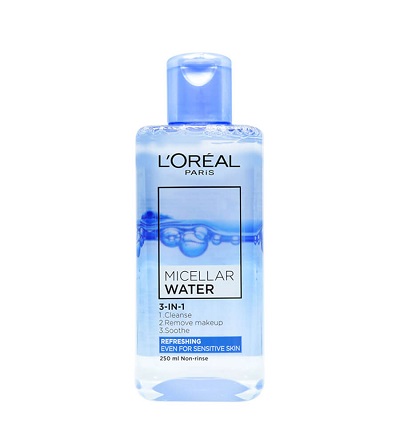 L'ORÉAL
PARIS
MICELLAR
WATER
3-IN-1
1.Cleanse
2.Remove makeup
3.Soothe
REFRESHING
EVEN FOR SENSITIVE SKIN
250 ml Non-rinse